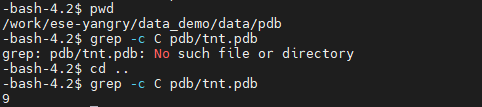 -bash-4.2$ pwd
/work/ese-yangry/data_demo/data/pdb
-bash-4.2$ grep -c C pdb/tnt.pdb
grep: pdb/tnt.pdb: No such file or directory
-bash-4.2$ cd ..
-bash-4.2$ grep -c C pdb/tnt.pdb
9